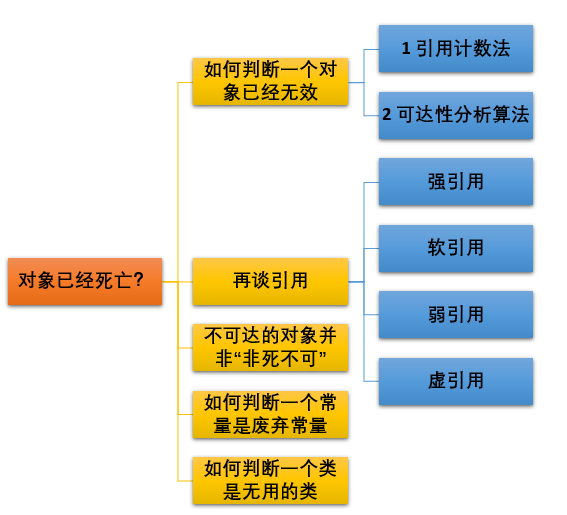 对象已经死亡?
如何判断一个对
象已经无效
1 引用计数法
2 可达性分析算法
再谈引用
强引用
软引用
弱引用
虚引用
不可达的对象并
非“非死不可”
如何判断一个常
量是废弃常量
如何判断一个类
是无用的类